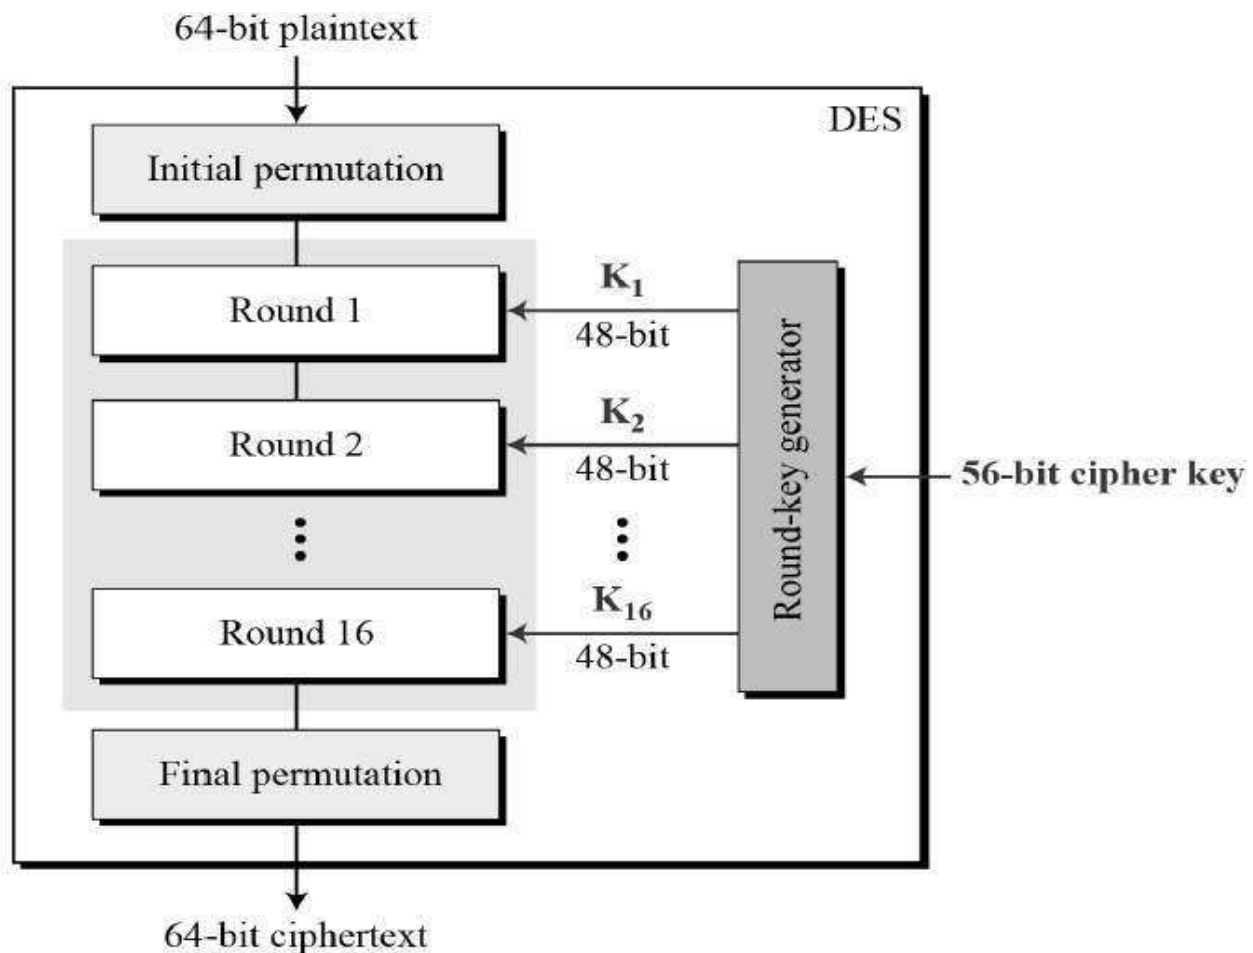 64-bit plaintext
DES
Initial permutation
Round 1
K₁
48-bit
Round 2
K₂
48-bit
Round-key generator
56-bit cipher key
Round 16
K₁₆
48-bit
Final permutation
64-bit ciphertext